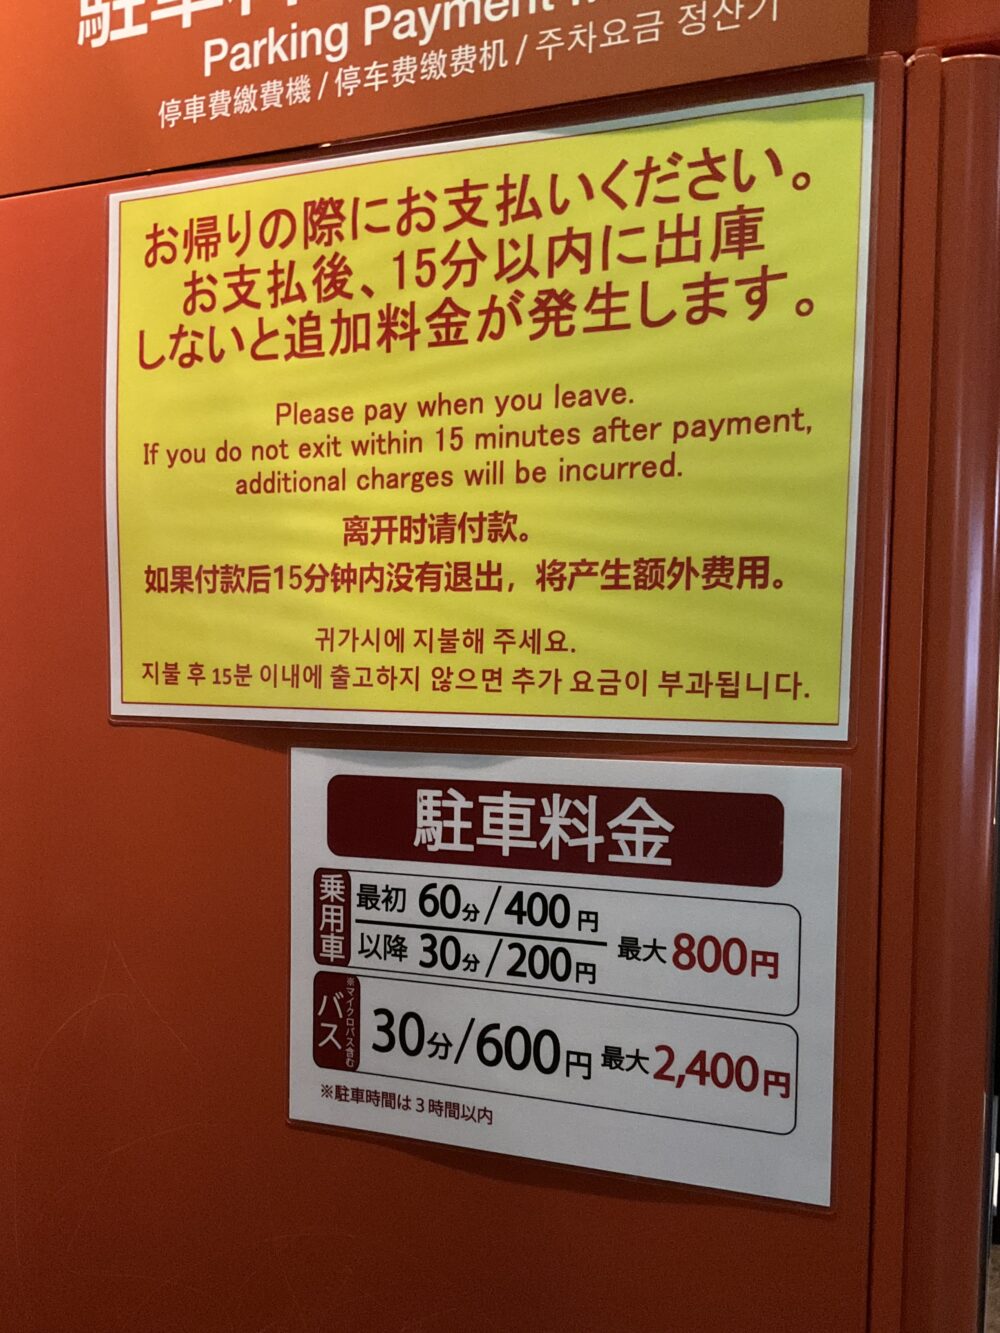 Parking Payment
停車費繳費機 / 停车费缴费机 / 주차요금 정산기
お帰りの際にお支払いください。
お支払後、15分以内に出庫
しないと追加料金が発生します。
Please pay when you leave.
If you do not exit within 15 minutes after payment,
additional charges will be incurred.
离开时请付款。
如果付款后15分钟内没有退出，将产生额外费用。
귀가시에 지불해 주세요.
지불 후 15분 이내에 출고하지 않으면 추가 요금이 부과됩니다.
駐車料金
乗用車
最初 60分/400円
以降 30分/200円
最大800円
バス
※マイクロバス含む
30分/600円 最大2,400円
※駐車時間は3時間以内